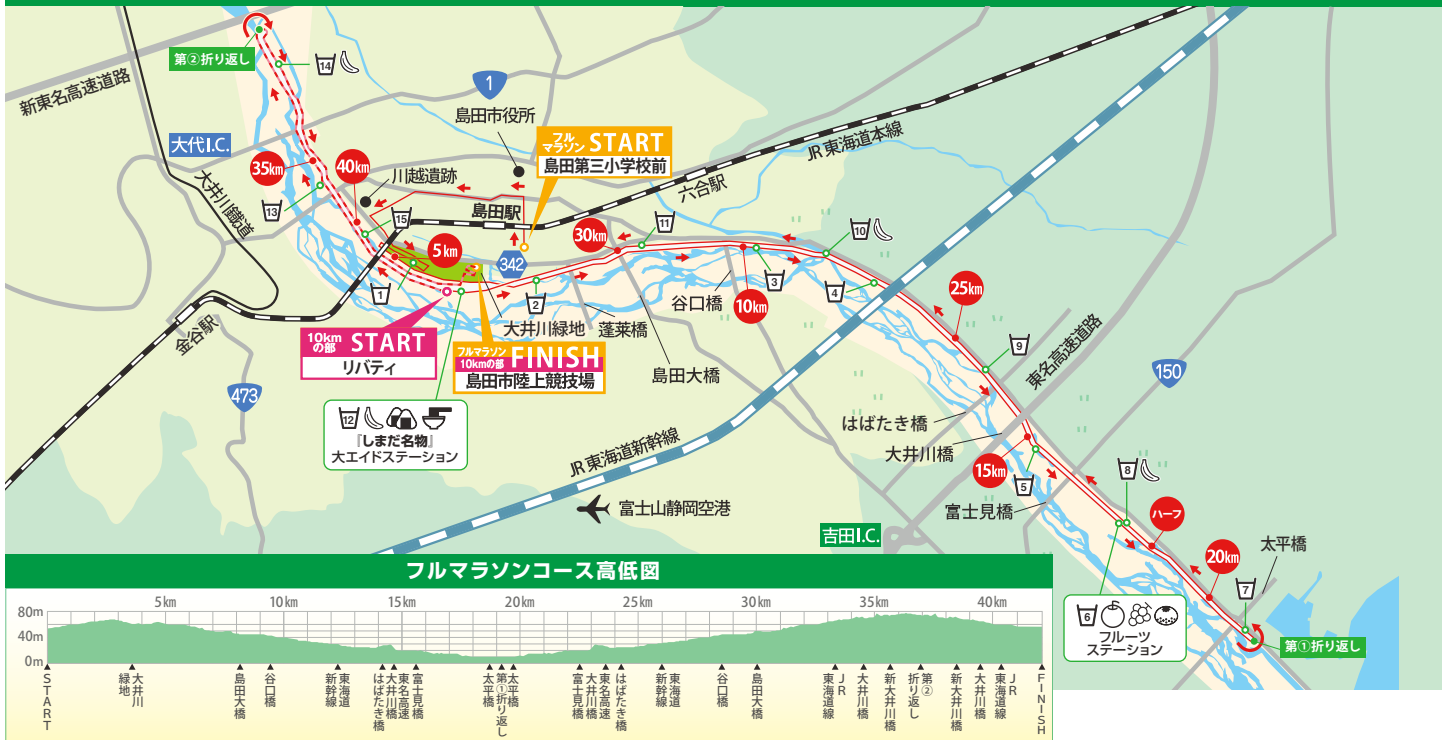 第②折り返し
14
新東名高速道路
1
島田市役所
フル
マラソン START
島田第三小学校前
JR東海道本線
大代I.C.
35km
40km
川越遺跡
島田駅
六合駅
大井川鐵道
13
15
5km
30km
11
10
342
1
2
3
4
谷口橋
10km
25km
大井川緑地
蓬莱橋
金谷駅
10km
の部 START
リバティ
フルマラソン
10kmの部 FINISH
島田市陸上競技場
島田大橋
9
東名高速道路
150
473
12
『しまだ名物』
大エイドステーション
はばたき橋
大井川橋
JR東海道新幹線
15km
5
8
富士見橋
富士山静岡空港
ハーフ
吉田I.C.
20km
太平橋
7
6
フルーツ
ステーション
第①折り返し
フルマラソンコース高低図
5km
10km
15km
20km
25km
30km
35km
40km
80m
40m
0m
START
大井川
緑地
島田大橋
谷口橋
東海道
新幹線
はばたき橋
大井川橋
東名高速
富士見橋
太平橋
第①折り返し
太平橋
富士見橋
大井川橋
東名高速
はばたき橋
東海道
新幹線
谷口橋
島田大橋
JR
東海道線
大井川橋
新大井川橋
第②
折り返し
新大井川橋
大井川橋
JR
東海道線
FINISH